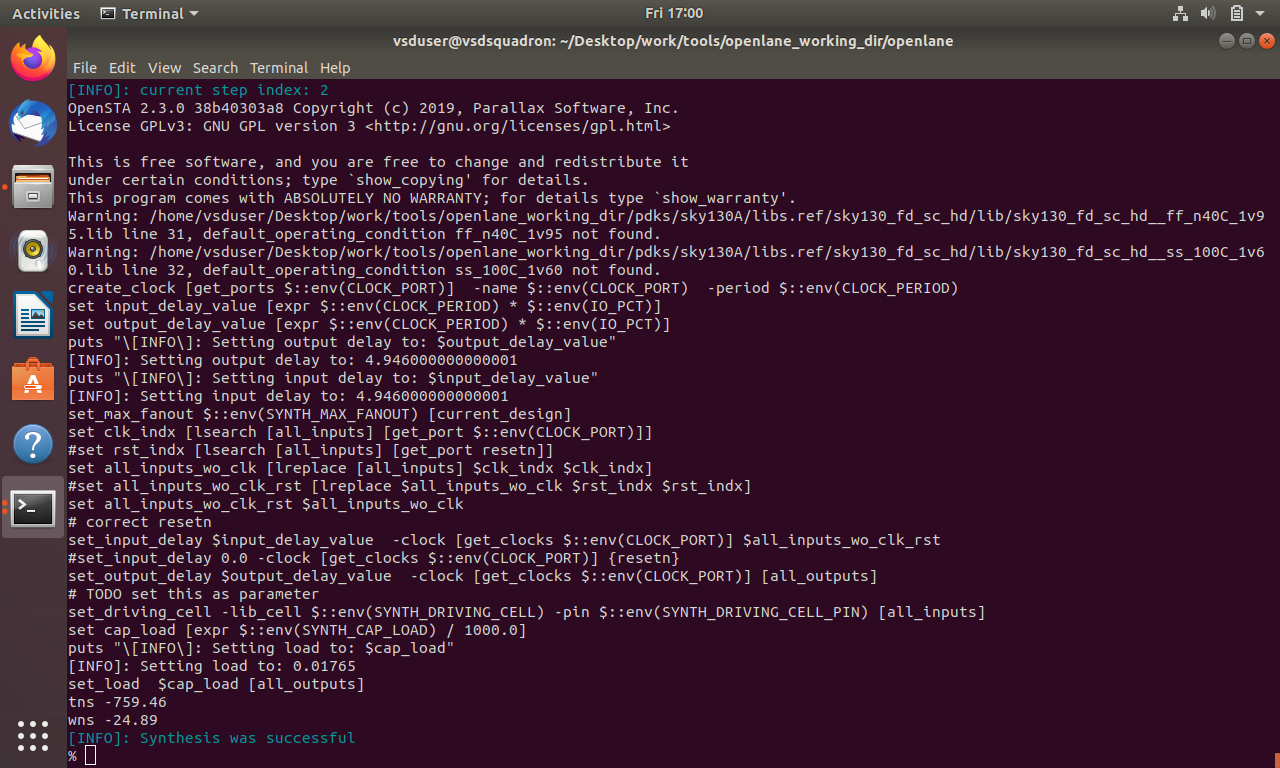 Activities Terminal Fri 17:00
vsduser@vsdsquadron: ~/Desktop/work/tools/openlane_working_dir/openlane
File Edit View Search Terminal Help
[INFO]: current step index: 2
OpenSTA 2.3.0 38b40303a8 Copyright (c) 2019, Parallax Software, Inc.
License GPLv3: GNU GPL version 3 <http://gnu.org/licenses/gpl.html>

This is free software, and you are free to change and redistribute it
under certain conditions; type `show_copying' for details.
This program comes with ABSOLUTELY NO WARRANTY; for details type `show_warranty'.
Warning: /home/vsduser/Desktop/work/tools/openlane_working_dir/pdks/sky130A/libs.ref/sky130_fd_sc_hd/lib/sky130_fd_sc_hd__ff_n40C_1v9
5.lib line 31, default_operating_condition ff_n40C_1v95 not found.
Warning: /home/vsduser/Desktop/work/tools/openlane_working_dir/pdks/sky130A/libs.ref/sky130_fd_sc_hd/lib/sky130_fd_sc_hd__ss_100C_1v6
0.lib line 32, default_operating_condition ss_100C_1v60 not found.
create_clock [get_ports $::env(CLOCK_PORT)]  -name $::env(CLOCK_PORT)  -period $::env(CLOCK_PERIOD)
set input_delay_value [expr $::env(CLOCK_PERIOD) * $::env(IO_PCT)]
set output_delay_value [expr $::env(CLOCK_PERIOD) * $::env(IO_PCT)]
puts "\[INFO\]: Setting output delay to: $output_delay_value"
[INFO]: Setting output delay to: 4.946000000000001
puts "\[INFO\]: Setting input delay to: $input_delay_value"
[INFO]: Setting input delay to: 4.946000000000001
set_max_fanout $::env(SYNTH_MAX_FANOUT) [current_design]
set clk_indx [lsearch [all_inputs] [get_port $::env(CLOCK_PORT)]]
#set rst_indx [lsearch [all_inputs] [get_port resetn]]
set all_inputs_wo_clk [lreplace [all_inputs] $clk_indx $clk_indx]
#set all_inputs_wo_clk_rst [lreplace $all_inputs_wo_clk $rst_indx $rst_indx]
set all_inputs_wo_clk_rst $all_inputs_wo_clk
# correct resetn
set_input_delay $input_delay_value  -clock [get_clocks $::env(CLOCK_PORT)] $all_inputs_wo_clk_rst
#set_input_delay 0.0 -clock [get_clocks $::env(CLOCK_PORT)] {resetn}
set_output_delay $output_delay_value  -clock [get_clocks $::env(CLOCK_PORT)] [all_outputs]
# TODO set this as parameter
set_driving_cell -lib_cell $::env(SYNTH_DRIVING_CELL) -pin $::env(SYNTH_DRIVING_CELL_PIN) [all_inputs]
set cap_load [expr $::env(SYNTH_CAP_LOAD) / 1000.0]
puts "\[INFO\]: Setting load to: $cap_load"
[INFO]: Setting load to: 0.01765
set_load  $cap_load [all_outputs]
tns -759.46
wns -24.89
[INFO]: Synthesis was successful
%